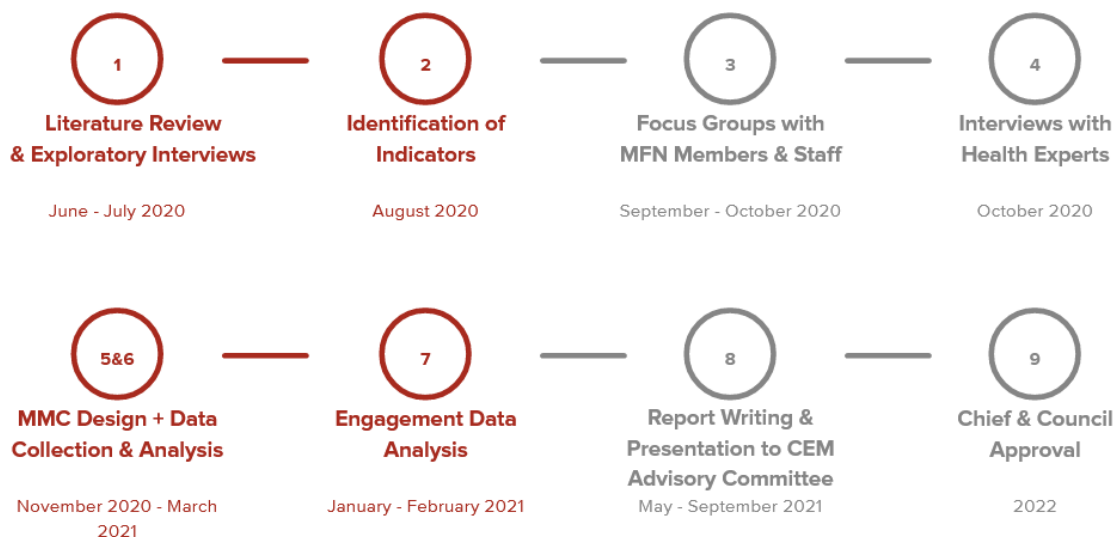 1
Literature Review
& Exploratory Interviews
June - July 2020
2
Identification of
Indicators
August 2020
3
Focus Groups with
MFN Members & Staff
September - October 2020
4
Interviews with
Health Experts
October 2020
5&6
MMC Design + Data
Collection & Analysis
November 2020 - March
2021
7
Engagement Data
Analysis
January - February 2021
8
Report Writing &
Presentation to CEM
Advisory Committee
May - September 2021
9
Chief & Council
Approval
2022